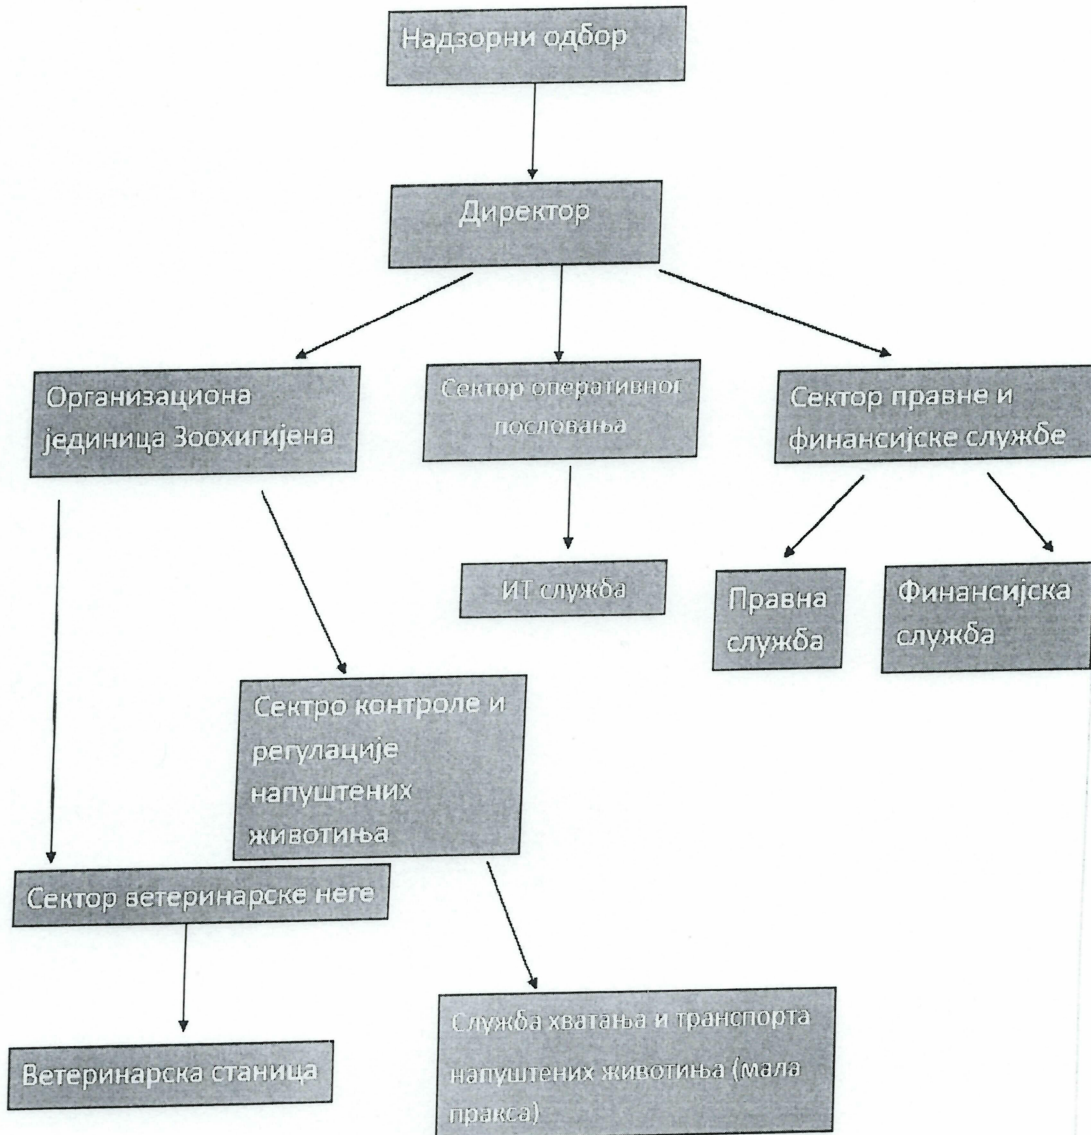 Надзорни одбор
Директор
Организациона
јединица Зоохигијена
Сектор оперативног
пословања
Сектор правне и
финансијске службе
ИТ служба
Правна
служба
Финансијска
служба
Сектро контроле и
регулације
напуштених
животиња
Сектор ветеринарске неге
Ветеринарска станица
Служба хватања и транспорта
напуштених животиња (мала
пракса)